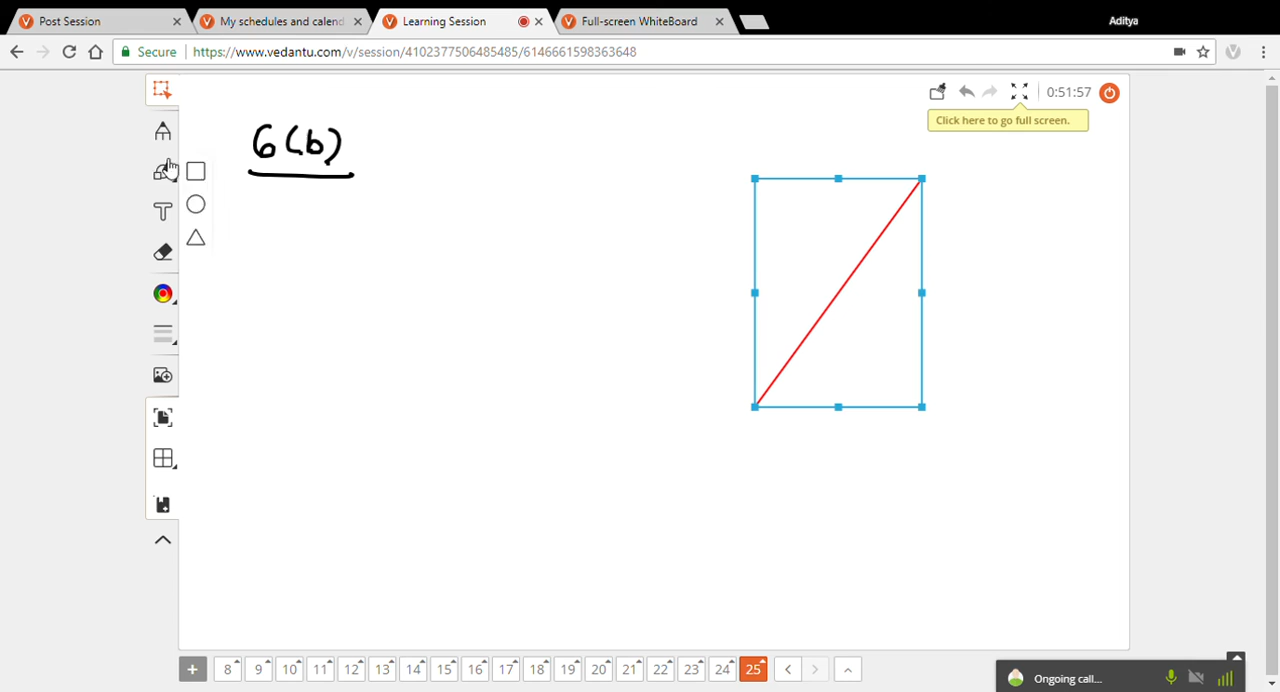 Post Session
My schedules and calend
Learning Session
Full-screen WhiteBoard
Aditya
Secure
https://www.vedantu.com/v/session/4102377506485485/6146661598363648
0:51:57
Click here to go full screen.
6(b)
+ 8 9 10 11 12 13 14 15 16 17 18 19 20 21 22 23 24 25
Ongoing call...